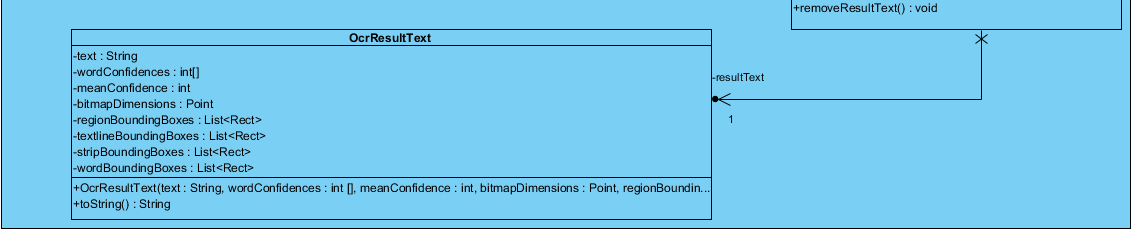 +removeResultText() : void
OcrResultText
-text : String
-wordConfidences : int[]
-meanConfidence : int
-bitmapDimensions : Point
-regionBoundingBoxes : List<Rect>
-textlineBoundingBoxes : List<Rect>
-stripBoundingBoxes : List<Rect>
-wordBoundingBoxes : List<Rect>
+OcrResultText(text : String, wordConfidences : int [], meanConfidence : int, bitmapDimensions : Point, regionBoundin...
+toString() : String
-resultText
1